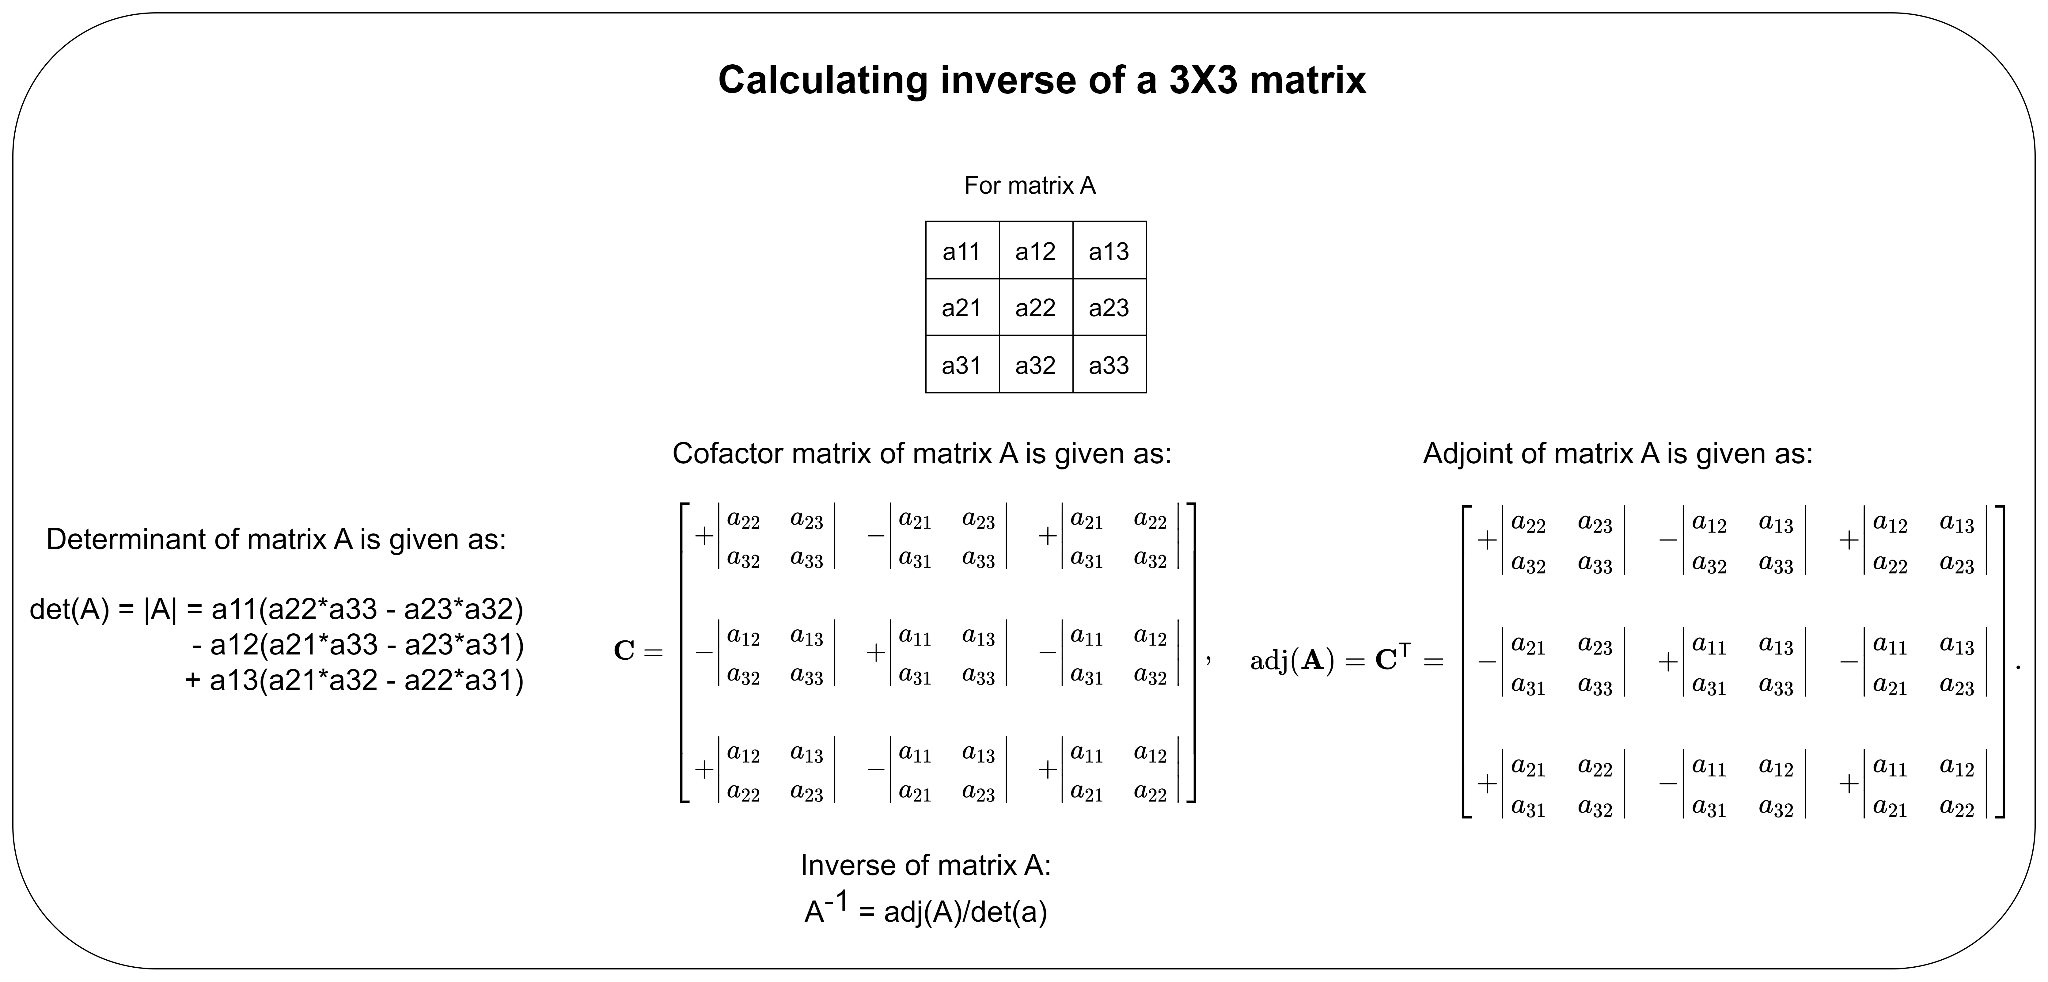 Calculating inverse of a 3X3 matrix
For matrix A
a11 a12 a13
a21 a22 a23
a31 a32 a33
Determinant of matrix A is given as:
det(A) = |A| = a11(a22*a33 - a23*a32)
- a12(a21*a33 - a23*a31)
+ a13(a21*a32 - a22*a31)
Cofactor matrix of matrix A is given as:
C = [ +| a22 a23 | -| a21 a23 | +| a21 a22 |
| a32 a33 | | a31 a33 | | a31 a32 |
-| a12 a13 | +| a11 a13 | -| a11 a12 |
| a32 a33 | | a31 a33 | | a31 a32 |
+| a12 a13 | -| a11 a13 | +| a11 a12 |
| a22 a23 | | a21 a23 | | a21 a22 | ] ,
Adjoint of matrix A is given as:
adj(A) = C^T = [ +| a22 a23 | -| a12 a13 | +| a12 a13 |
| a32 a33 | | a32 a33 | | a22 a23 |
-| a21 a23 | +| a11 a13 | -| a11 a13 |
| a31 a33 | | a31 a33 | | a21 a23 |
+| a21 a22 | -| a11 a12 | +| a11 a12 |
| a31 a32 | | a31 a32 | | a21 a22 | ] .
Inverse of matrix A:
A^-1 = adj(A)/det(a)